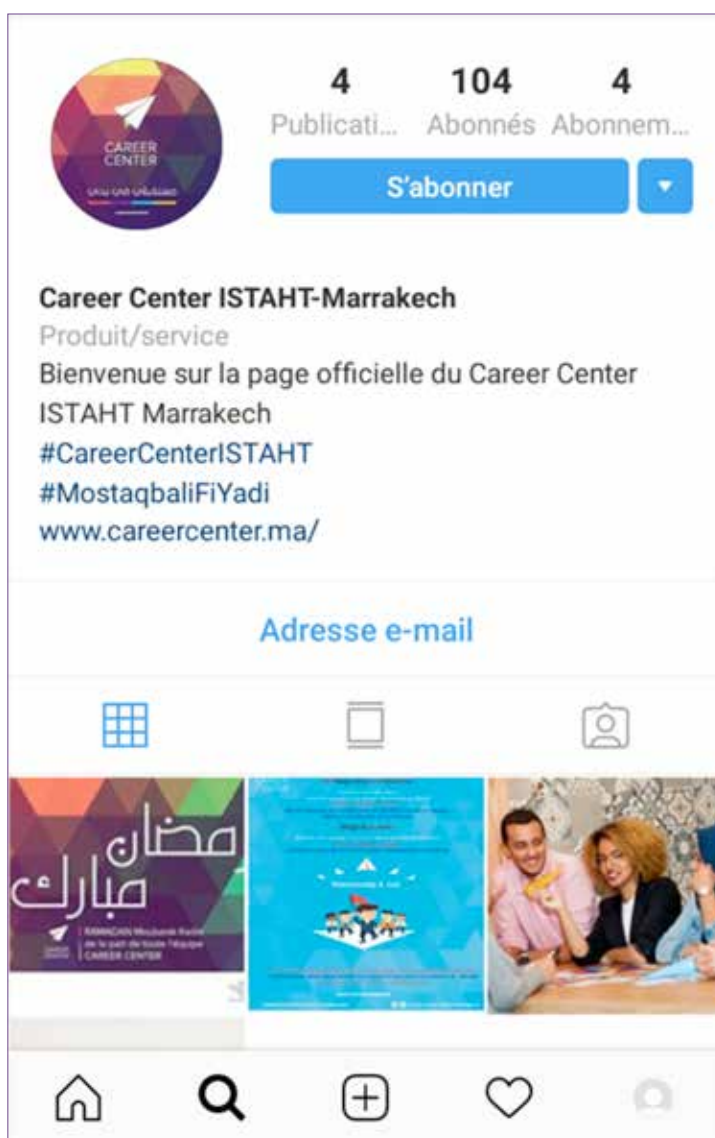 4 104 4
Publicati... Abonnés Abonnem...
CAREER
CENTER
S'abonner
Career Center ISTAHT-Marrakech
Produit/service
Bienvenue sur la page officielle du Career Center
ISTAHT Marrakech
#CareerCenterISTAHT
#MostaqbaliFiYadi
www.careercenter.ma/
Adresse e-mail
مبارك
RAMADAN Moubarak
de la part de toute l'équipe
CAREER CENTER